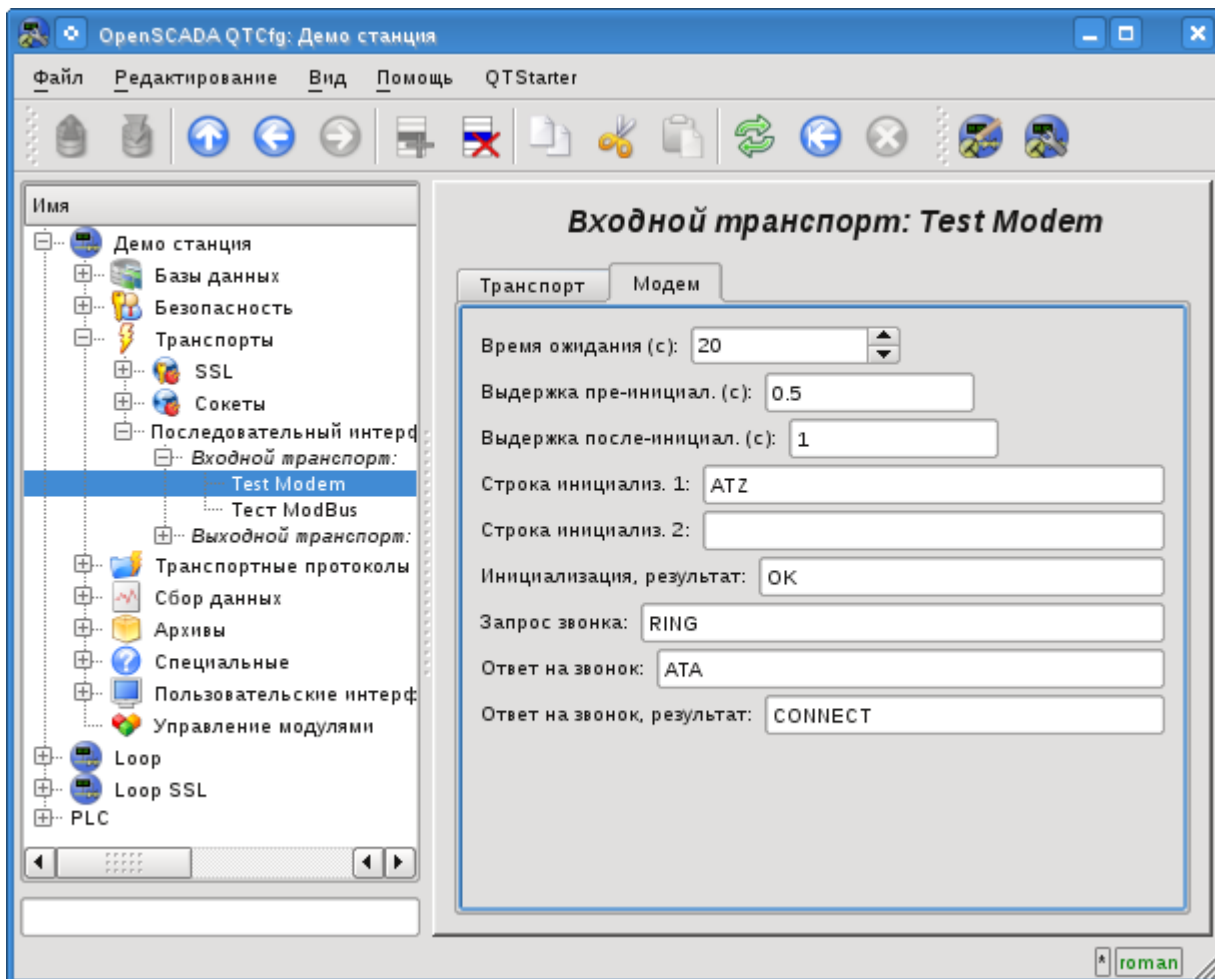 OpenSCADA QTCfg: Демо станция
Файл Редактирование Вид Помощь QTStarter
Имя
Демо станция
Базы данных
Безопасность
Транспорты
SSL
Сокеты
Последовательный интерф
Входной транспорт:
Test Modem
Тест ModBus
Выходной транспорт:
Транспортные протоколы
Сбор данных
Архивы
Специальные
Пользовательские интерф
Управление модулями
Loop
Loop SSL
PLC
Входной транспорт: Test Modem
Транспорт Модем
Время ожидания (с): 20
Выдержка пре-инициал. (с): 0.5
Выдержка после-инициал. (с): 1
Строка инициализ. 1: ATZ
Строка инициализ. 2:
Инициализация, результат: OK
Запрос звонка: RING
Ответ на звонок: ATA
Ответ на звонок, результат: CONNECT
* roman